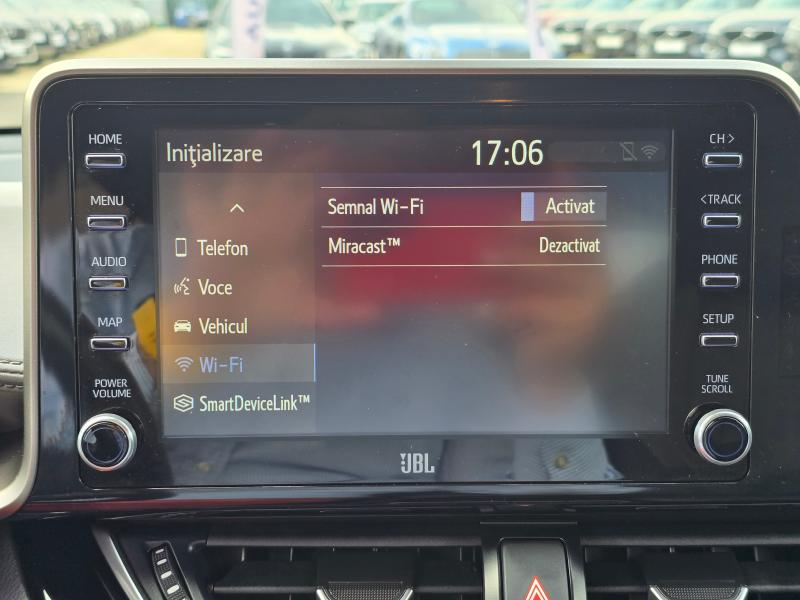 HOME
MENU
AUDIO
MAP
POWER
VOLUME
Iniţializare
17:06
Telefon
Voce
Vehicul
Wi-Fi
SmartDeviceLink™
Semnal Wi-Fi Activat
Miracast™ Dezactivat
CH >
< TRACK
PHONE
SETUP
TUNE
SCROLL
JBL